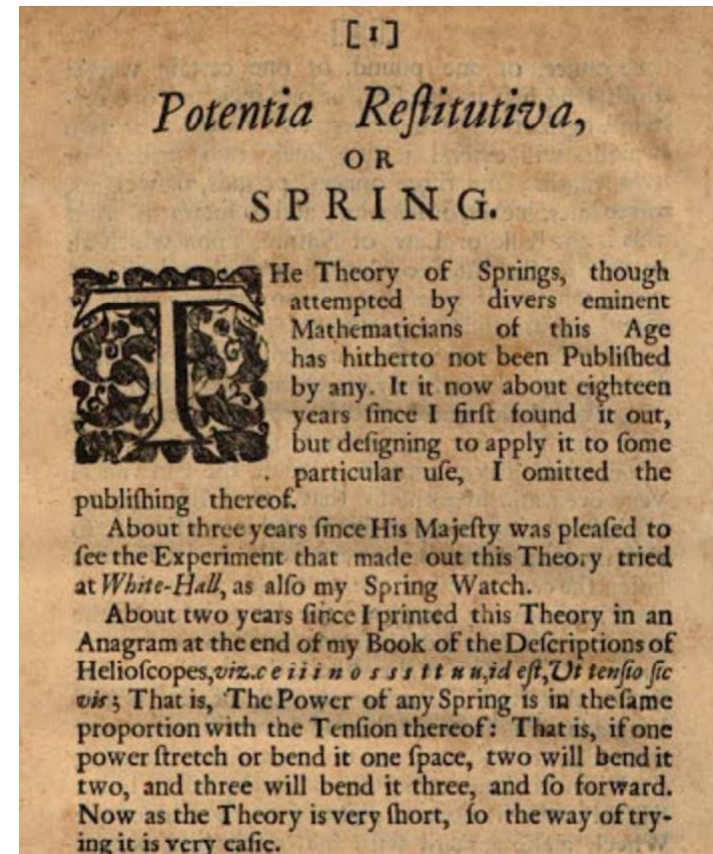 [1]
Potentia Reſtitutiva,
OR
SPRING.
THe Theory of Springs, though
attempted by divers eminent
Mathematicians of this Age
has hitherto not been Publiſhed
by any. It it now about eighteen
years ſince I firſt found it out,
but deſigning to apply it to ſome
particular uſe, I omitted the
publiſhing thereof.
About three years ſince His Majeſty was pleaſed to
ſee the Experiment that made out this Theory tried
at White-Hall, as alſo my Spring Watch.
About two years ſince I printed this Theory in an
Anagram at the end of my Book of the Deſcriptions of
Helioſcopes,viz.c e i i i n o s s s t t u u,id eſt,Ut tenſio ſic
vis; That is, The Power of any Spring is in the ſame
proportion with the Tenſion thereof: That is, if one
power ſtretch or bend it one ſpace, two will bend it
two, and three will bend it three, and ſo forward.
Now as the Theory is very ſhort, ſo the way of try-
ing it is very eaſie.